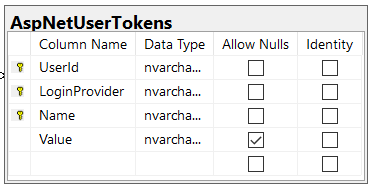 AspNetUserTokens
Column Name Data Type Allow Nulls Identity
UserId nvarcha...
LoginProvider nvarcha...
Name nvarcha...
Value nvarcha...